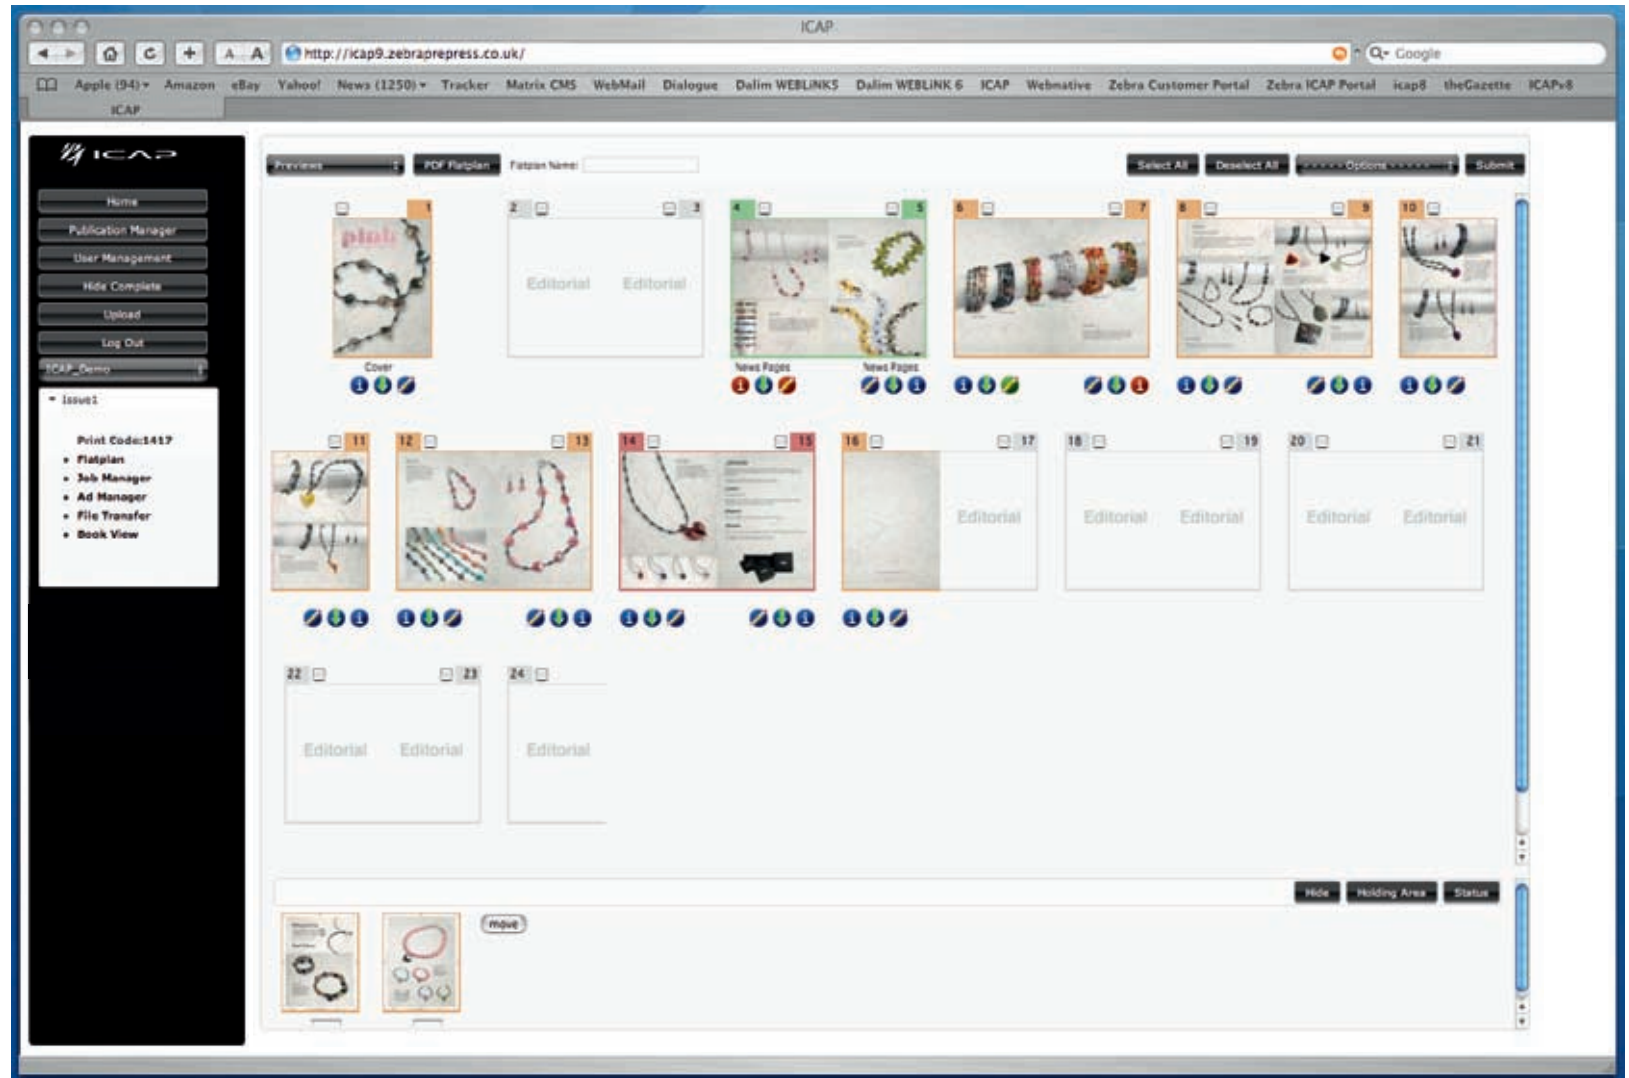 ICAP
A A http://icap9.zebraprepress.co.uk/ Google
Apple (94) Amazon eBay Yahoo! News (1250) Tracker Matrix CMS WebMail Dialogue Dalim WEBLiNK5 Dalim WEBLiNK 6 ICAP Webnative Zebra Customer Portal Zebra ICAP Portal icap8 theGazette ICAPv8
ICAP
ICAP
Home
Publication Manager
User Management
Hide Complete
Upload
Log Out
ICAP_Demo
Issue1
Print Code:1417
Flatplan
Job Manager
Ad Manager
File Transfer
Book View
Previews PDF Flatplan Flatplan Name: Select All Deselect All - - - - - Options - - - - - Submit
1 2 3 4 5 6 7 8 9 10
pink
Editorial Editorial
Cover News Pages News Pages
11 12 13 14 15 16 17 18 19 20 21
Editorial Editorial Editorial Editorial Editorial
22 23 24
Editorial Editorial Editorial
Hide Holding Area Status
move